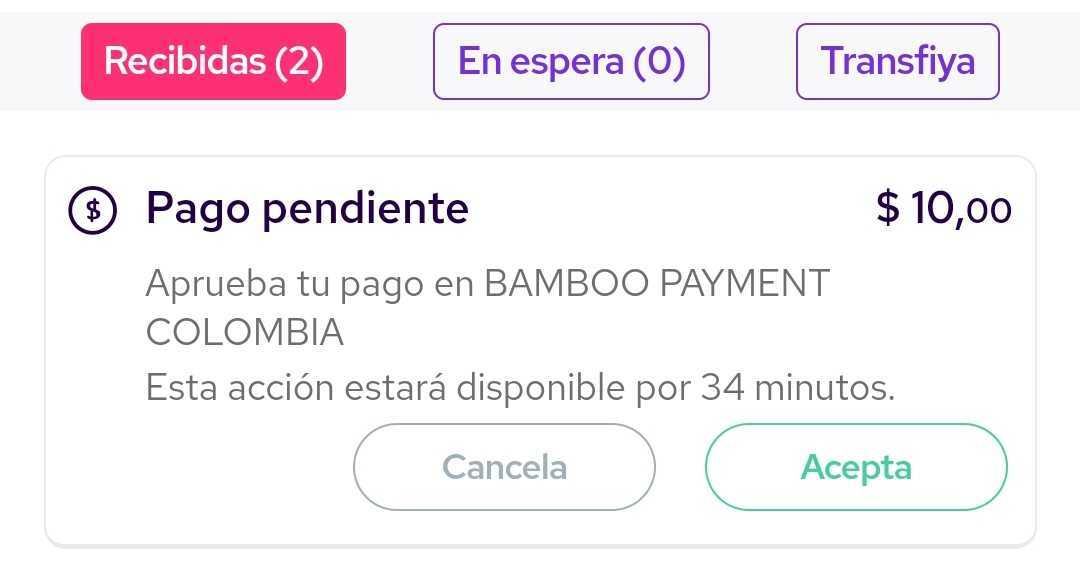 Recibidas (2)
En espera (0)
Transfiya
$
Pago pendiente
$ 10,00
Aprueba tu pago en BAMBOO PAYMENT
COLOMBIA
Esta acción estará disponible por 34 minutos.
Cancela
Acepta